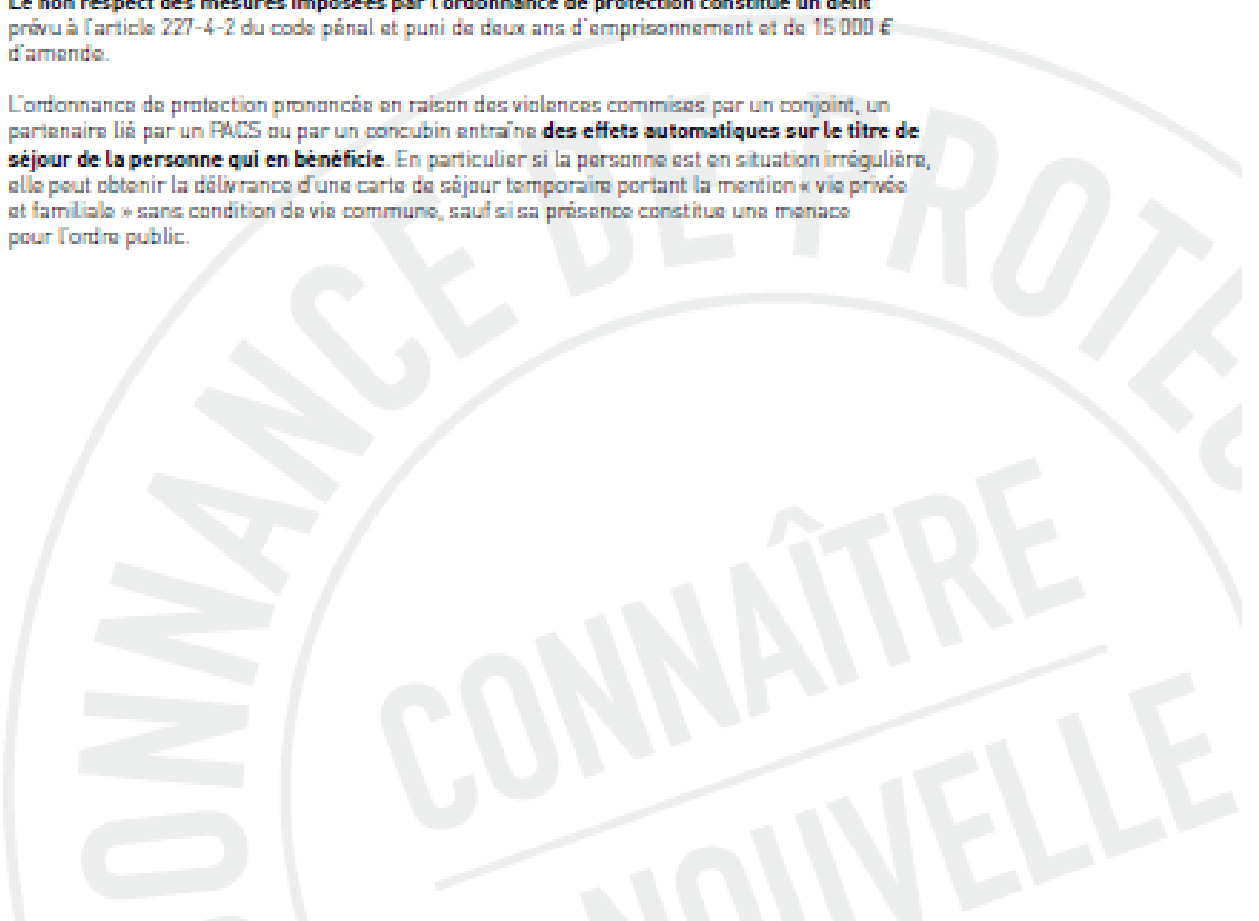 Le non respect des mesures imposées par l'ordonnance de protection constitue un délit
prévu à l'article 227-4-2 du code pénal et puni de deux ans d'emprisonnement et de 15 000 €
d'amende.
L'ordonnance de protection prononcée en raison des violences commises par un conjoint, un
partenaire lié par un PACS ou par un concubin entraîne des effets automatiques sur le titre de
séjour de la personne qui en bénéficie. En particulier si la personne est en situation irrégulière,
elle peut obtenir la délivrance d'une carte de séjour temporaire portant la mention « vie privée
et familiale » sans condition de vie commune, sauf si sa présence constitue une menace
pour l'ordre public.
ONNANCE DE PROTEC
CONNAÎTRE
NOUVELLE